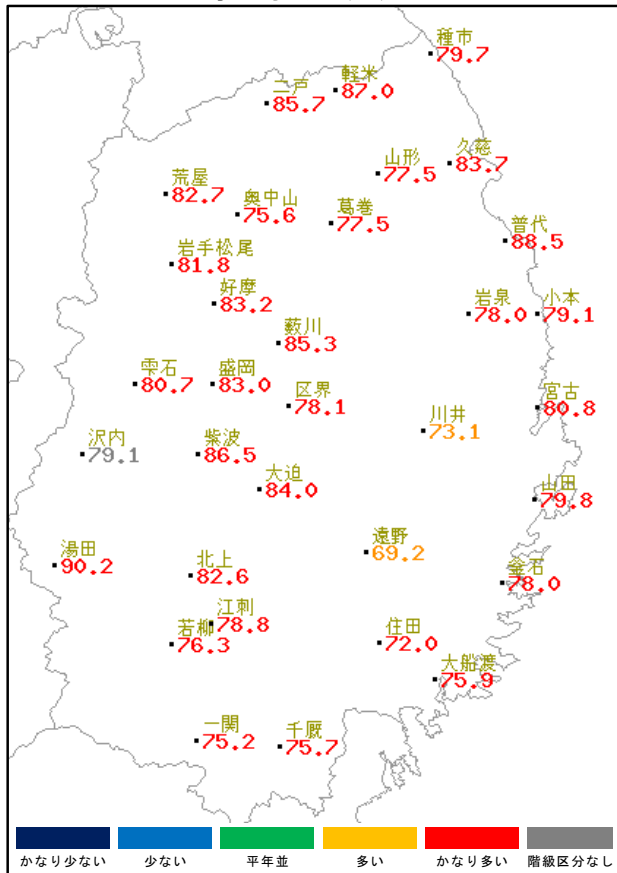 種市
79.7
軽米
87.0
二戸
85.7
久慈
83.7
山形
77.5
荒屋
82.7
奥中山
75.6
葛巻
77.5
普代
88.5
岩手松尾
81.8
好摩
83.2
岩泉
78.0
小本
79.1
薮川
85.3
雫石
80.7
盛岡
83.0
区界
78.1
宮古
80.8
川井
73.1
沢内
79.1
紫波
86.5
大迫
84.0
山田
79.8
湯田
90.2
北上
82.6
遠野
69.2
釜石
78.0
江刺
78.8
若柳
76.3
住田
72.0
大船渡
75.9
一関
75.2
千厩
75.7
かなり少ない
少ない
平年並
多い
かなり多い
階級区分なし